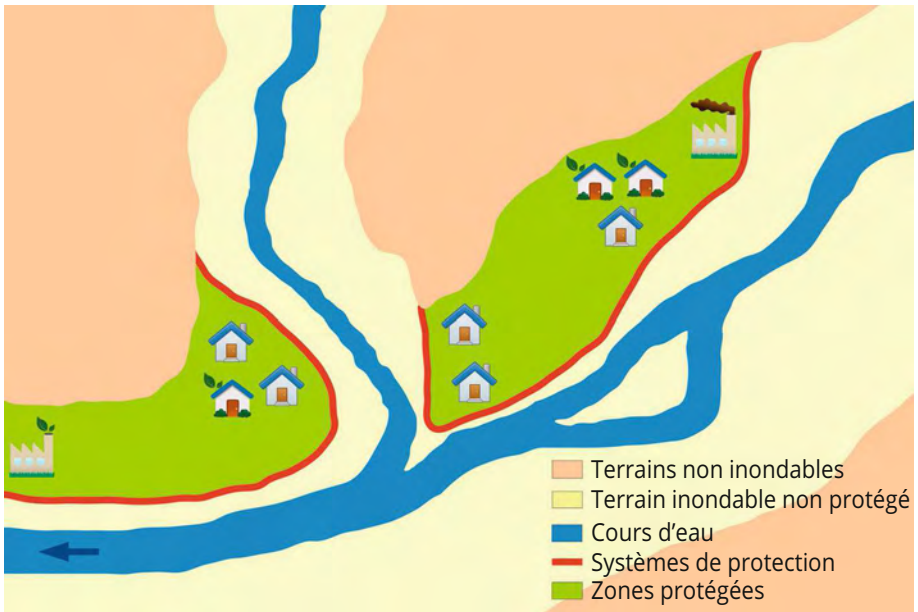 Terrains non inondables
Terrain inondable non protégé
Cours d'eau
Systèmes de protection
Zones protégées